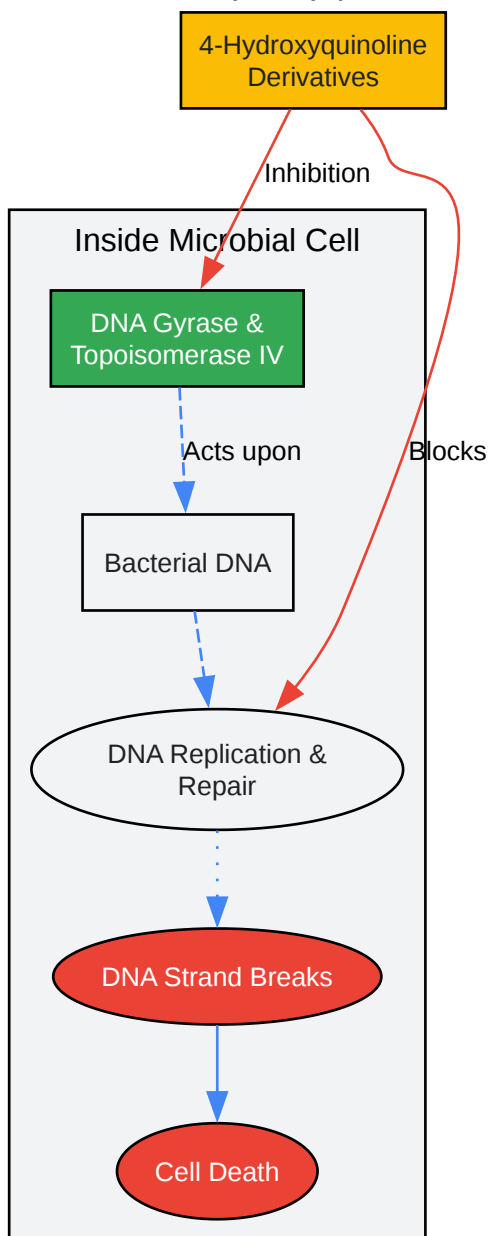 4-Hydroxyquinoline
Derivatives
Inhibition
Inside Microbial Cell
DNA Gyrase &
Topoisomerase IV
Acts upon
Blocks
Bacterial DNA
DNA Replication &
Repair
DNA Strand Breaks
Cell Death